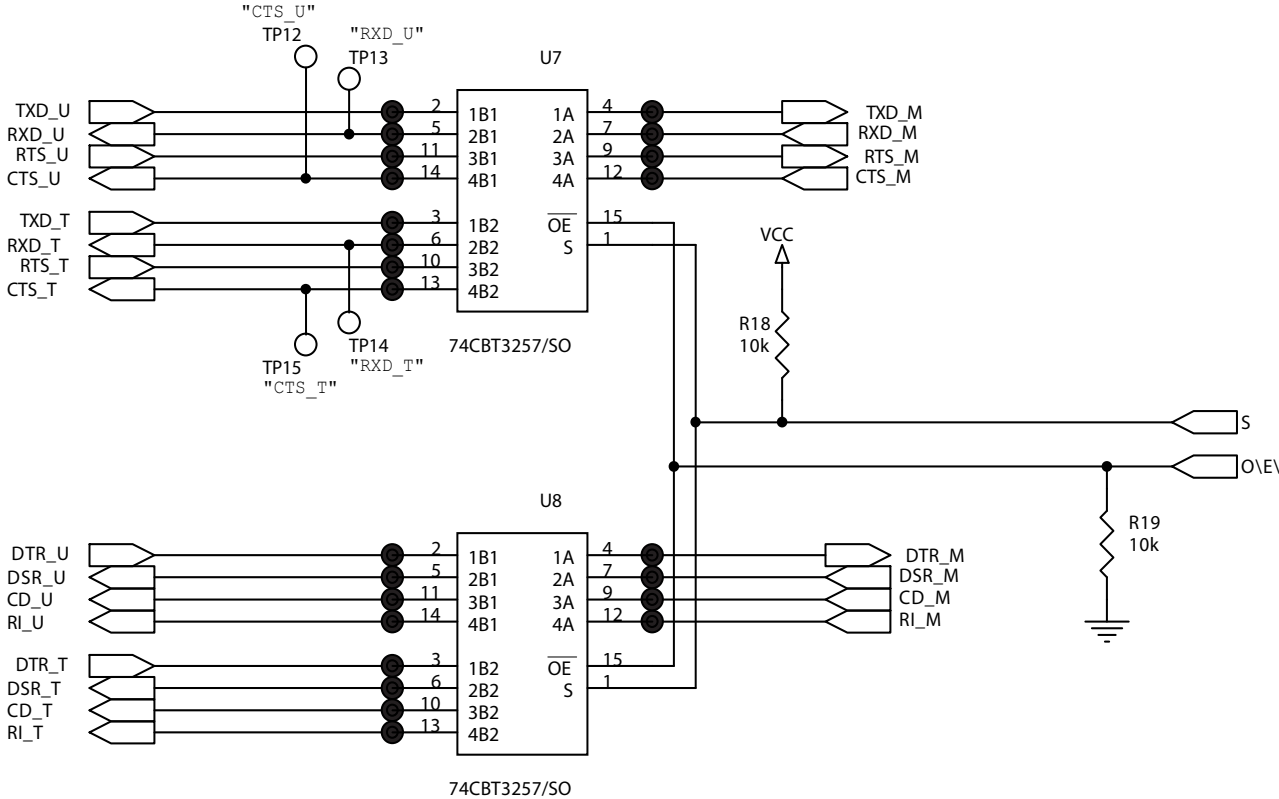 "CTS_U"
TP12
"RXD_U"
TP13
U7
TXD_U
2
1B1
1A
4
TXD_M
RXD_U
5
2B1
2A
7
RXD_M
RTS_U
11
3B1
3A
9
RTS_M
CTS_U
14
4B1
4A
12
CTS_M
TXD_T
3
1B2
OE
15
RXD_T
6
2B2
S
1
VCC
RTS_T
10
3B2
CTS_T
13
4B2
R18
10k
TP14
"RXD_T"
TP15
"CTS_T"
74CBT3257/SO
S
O\E\
U8
R19
10k
DTR_U
2
1B1
1A
4
DTR_M
DSR_U
5
2B1
2A
7
DSR_M
CD_U
11
3B1
3A
9
CD_M
RI_U
14
4B1
4A
12
RI_M
DTR_T
3
1B2
OE
15
DSR_T
6
2B2
S
1
CD_T
10
3B2
RI_T
13
4B2
74CBT3257/SO